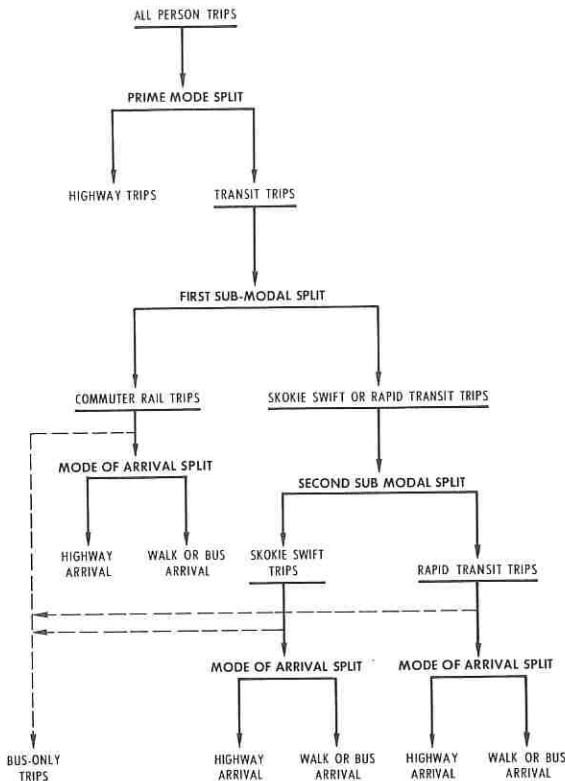 ALL PERSON TRIPS
PRIME MODE SPLIT
HIGHWAY TRIPS
TRANSIT TRIPS
FIRST SUB-MODAL SPLIT
COMMUTER RAIL TRIPS
SKOKIE SWIFT OR RAPID TRANSIT TRIPS
MODE OF ARRIVAL SPLIT
SECOND SUB MODAL SPLIT
HIGHWAY
ARRIVAL
WALK OR BUS
ARRIVAL
SKOKIE SWIFT
TRIPS
RAPID TRANSIT TRIPS
MODE OF ARRIVAL SPLIT
MODE OF ARRIVAL SPLIT
BUS-ONLY
TRIPS
HIGHWAY
ARRIVAL
WALK OR BUS
ARRIVAL
HIGHWAY
ARRIVAL
WALK OR BUS
ARRIVAL